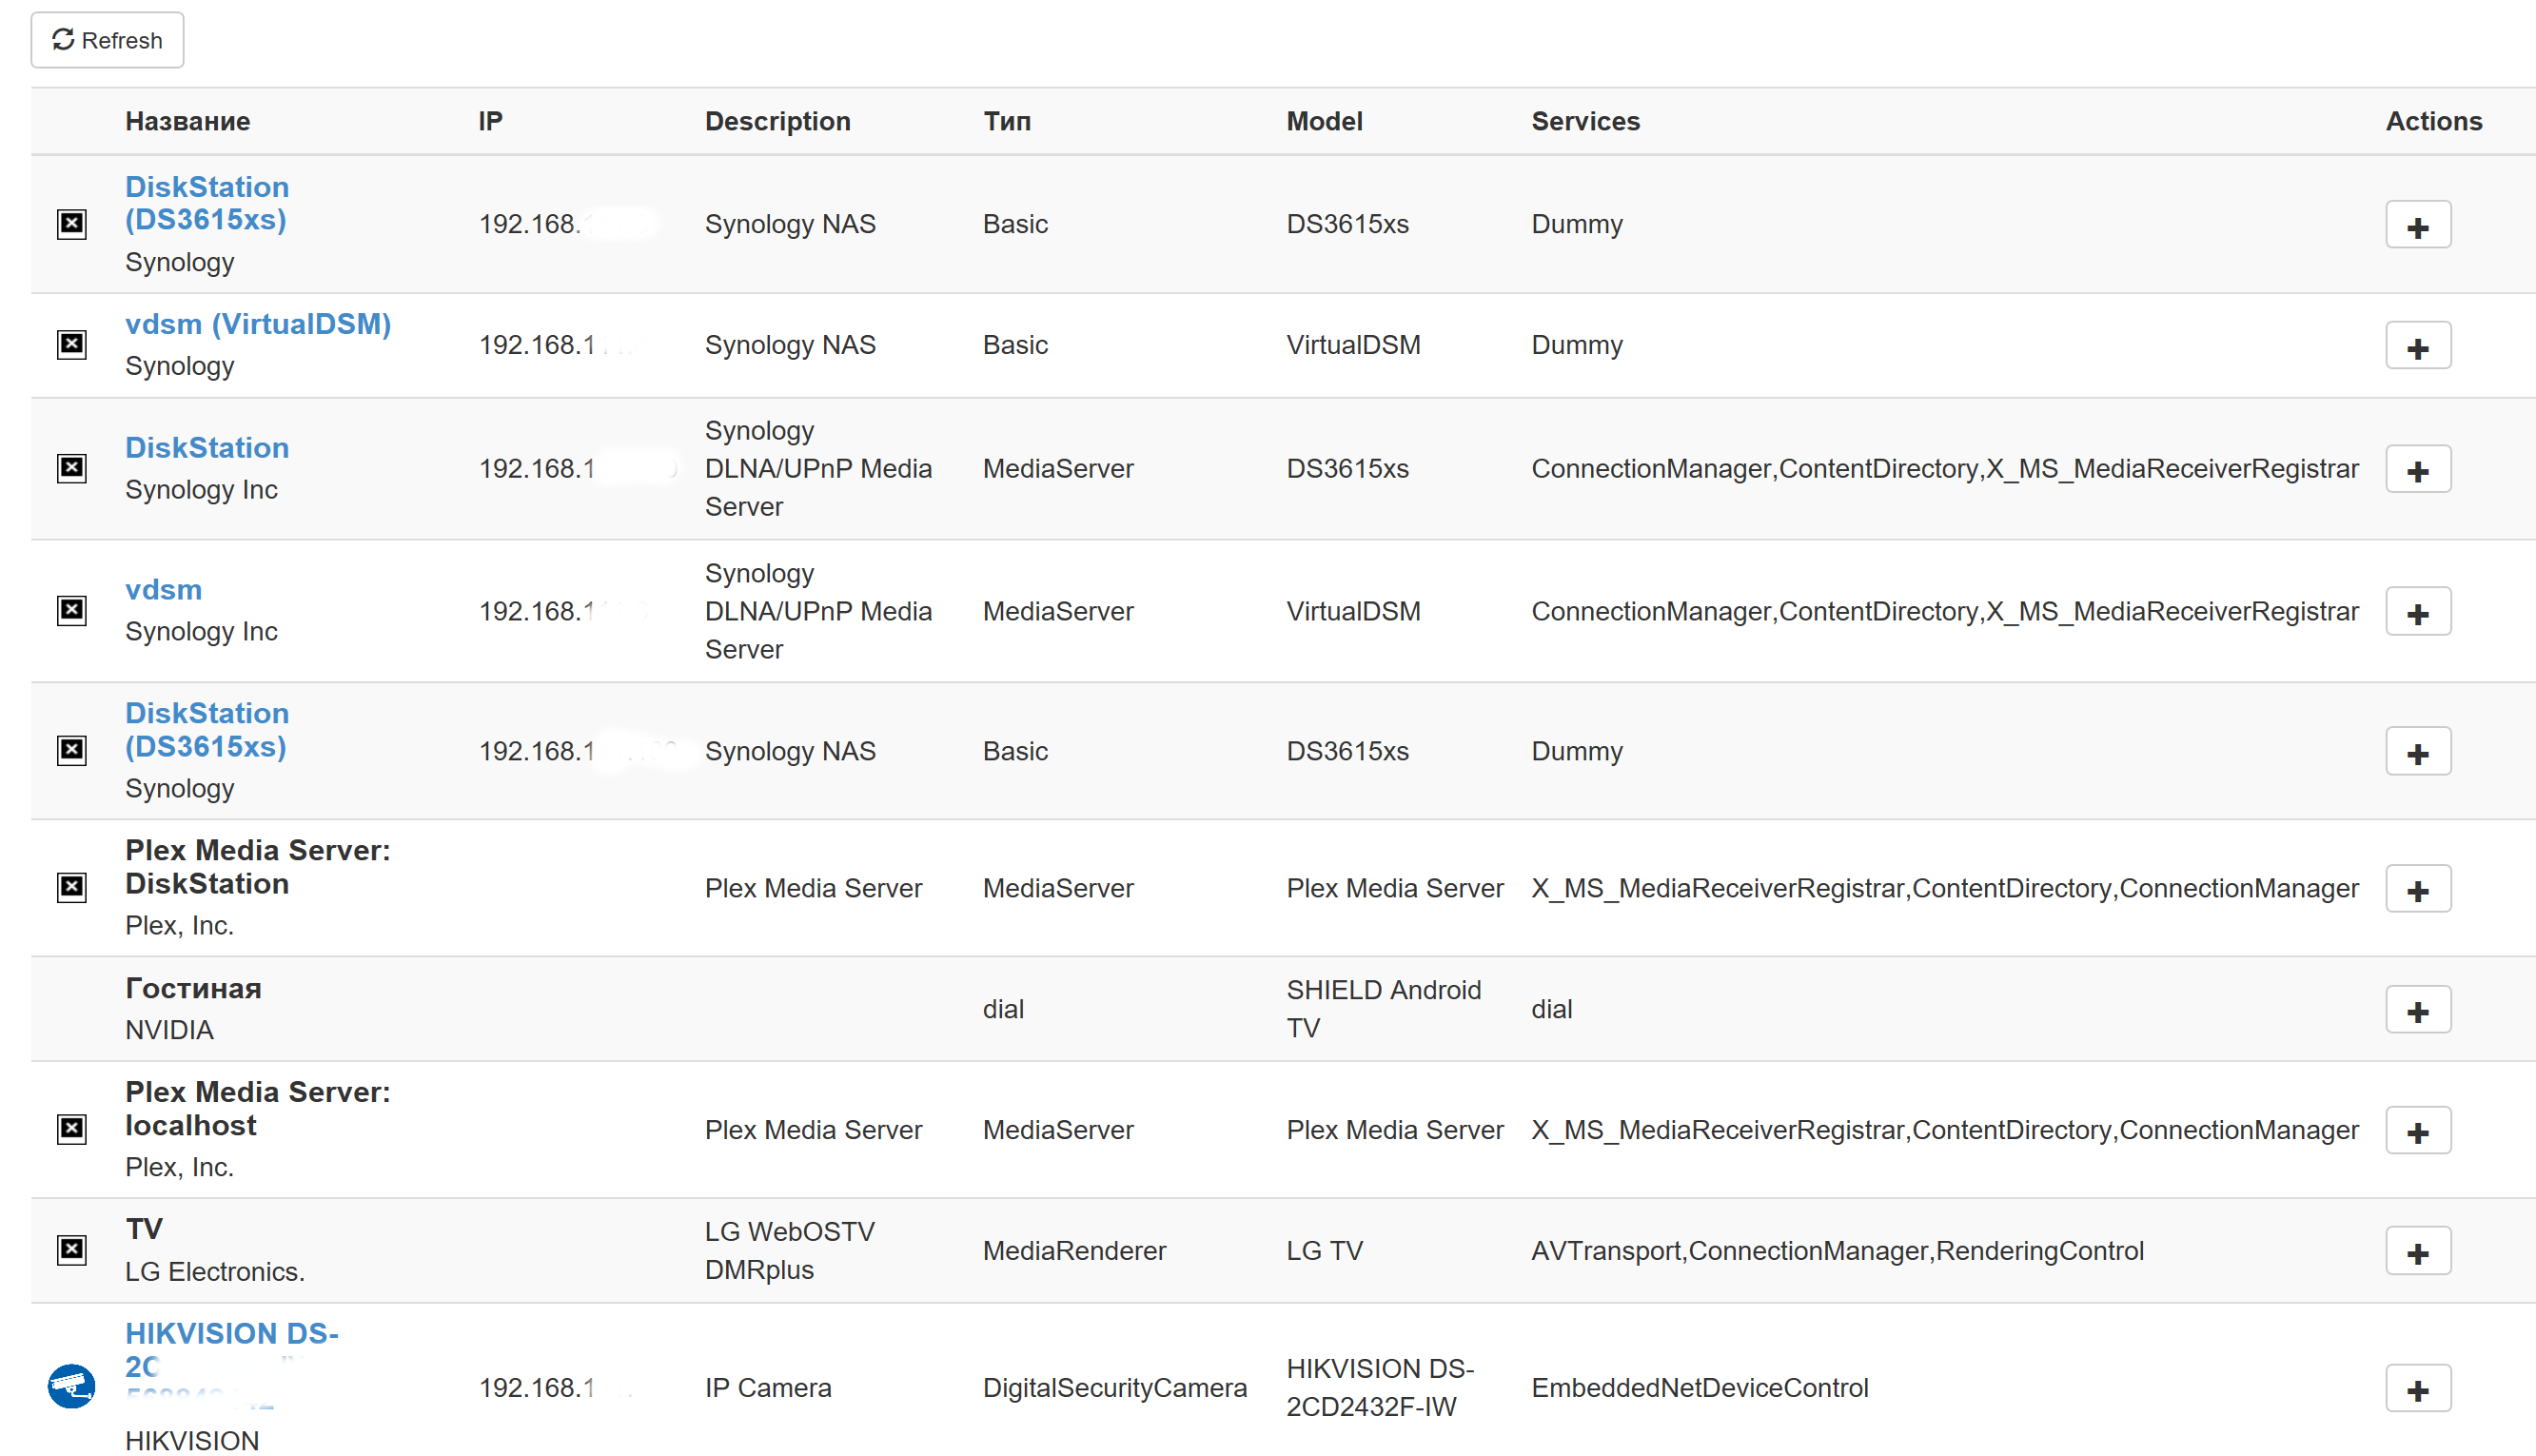 Refresh
Название IP Description Тип Model Services Actions
DiskStation
(DS3615xs)
Synology
192.168. Synology NAS Basic DS3615xs Dummy
vdsm (VirtualDSM)
Synology
192.168.1 Synology NAS Basic VirtualDSM Dummy
DiskStation
Synology Inc
192.168.1
Synology
DLNA/UPnP Media
Server
MediaServer DS3615xs ConnectionManager,ContentDirectory,X_MS_MediaReceiverRegistrar
vdsm
Synology Inc
192.168.1
Synology
DLNA/UPnP Media
Server
MediaServer VirtualDSM ConnectionManager,ContentDirectory,X_MS_MediaReceiverRegistrar
DiskStation
(DS3615xs)
Synology
192.168.1 Synology NAS Basic DS3615xs Dummy
Plex Media Server:
DiskStation
Plex, Inc.
Plex Media Server MediaServer Plex Media Server X_MS_MediaReceiverRegistrar,ContentDirectory,ConnectionManager
Гостиная
NVIDIA
dial
SHIELD Android
TV
dial
Plex Media Server:
localhost
Plex, Inc.
Plex Media Server MediaServer Plex Media Server X_MS_MediaReceiverRegistrar,ContentDirectory,ConnectionManager
TV
LG Electronics.
LG WebOSTV
DMRplus
MediaRenderer LG TV AVTransport,ConnectionManager,RenderingControl
HIKVISION DS-
2C
HIKVISION
192.168.1 IP Camera DigitalSecurityCamera
HIKVISION DS-
2CD2432F-IW
EmbeddedNetDeviceControl